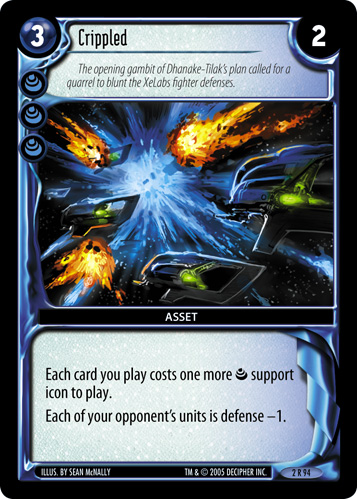 3 Crippled 2
The opening gambit of Dhanake-Tilak's plan called for a
quarrel to blunt the XeLabs fighter defenses.
ASSET
Each card you play costs one more support
icon to play.
Each of your opponent's units is defense –1.
ILLUS. BY SEAN McNALLY TM & © 2005 DECIPHER INC. 2 R 94